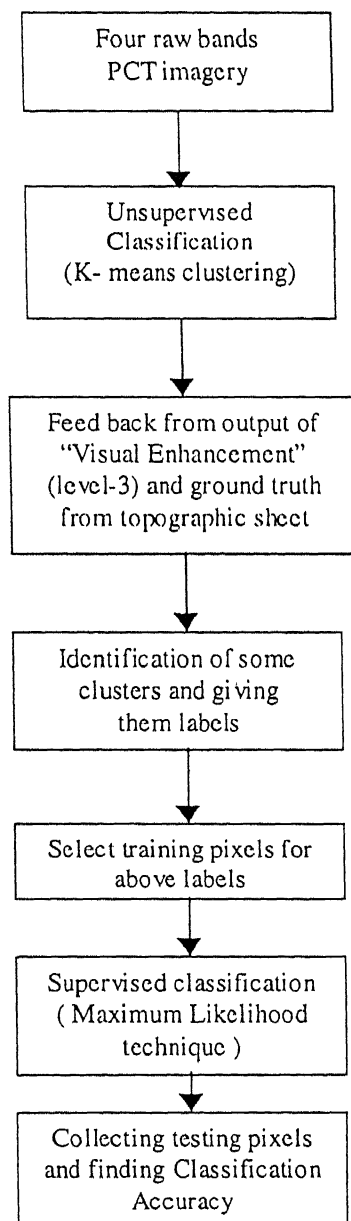 Four raw bands
PCT imagery
Unsupervised
Classification
(K- means clustering)
Feed back from output of
“Visual Enhancement”
(level-3) and ground truth
from topographic sheet
Identification of some
clusters and giving
them labels
Select training pixels for
above labels
Supervised classification
( Maximum Likelihood
technique )
Collecting testing pixels
and finding Classification
Accuracy